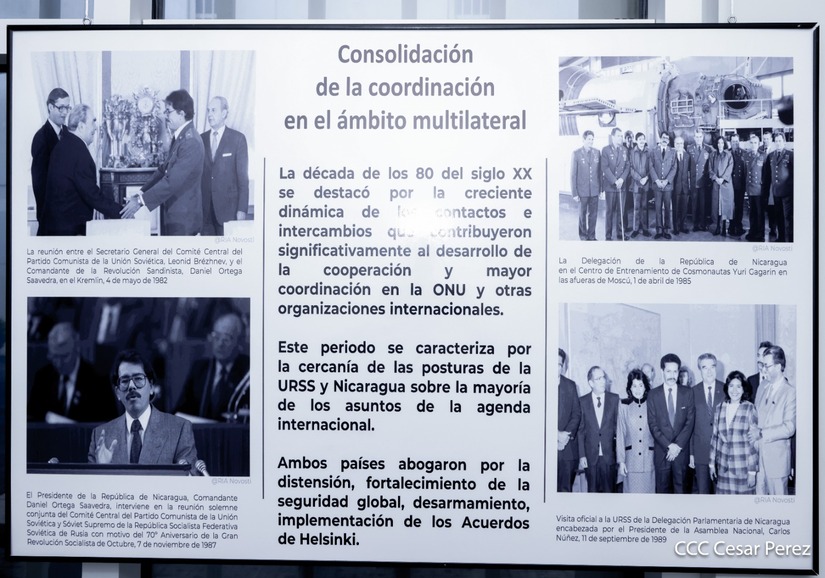 Consolidación
de la coordinación
en el ámbito multilateral
@RIA Novosti
La reunión entre el Secretario General del Comité Central del
Partido Comunista de la Unión Soviética, Leonid Brézhnev, y el
Comandante de la Revolución Sandinista, Daniel Ortega
Saavedra, en el Kremlin, 4 de mayo de 1982
@RIA Novosti
El Presidente de la República de Nicaragua, Comandante
Daniel Ortega Saavedra, interviene en la reunión solemne
conjunta del Comité Central del Partido Comunista de la Unión
Soviética y Sóviet Supremo de la República Socialista Federativa
Soviética de Rusia con motivo del 70° Aniversario de la Gran
Revolución Socialista de Octubre, 7 de noviembre de 1987
La década de los 80 del siglo XX
se destacó por la creciente
dinámica de los contactos e
intercambios que contribuyeron
significativamente al desarrollo de
la cooperación y mayor
coordinación en la ONU y otras
organizaciones internacionales.
Este periodo se caracteriza por
la cercanía de las posturas de la
URSS y Nicaragua sobre la mayoría
de los asuntos de la agenda
internacional.
Ambos países abogaron por la
distensión, fortalecimiento de la
seguridad global, desarmamiento,
implementación de los Acuerdos
de Helsinki.
@RIA Novosti
La Delegación de la República de Nicaragua
en el Centro de Entrenamiento de Cosmonautas Yuri Gagarin en
las afueras de Moscú, 1 de abril de 1985
@RIA Novosti
Visita oficial a la URSS de la Delegación Parlamentaria de Nicaragua
encabezada por el Presidente de la Asamblea Nacional, Carlos
Núñez, 11 de septiembre de 1989
CCC Cesar Perez